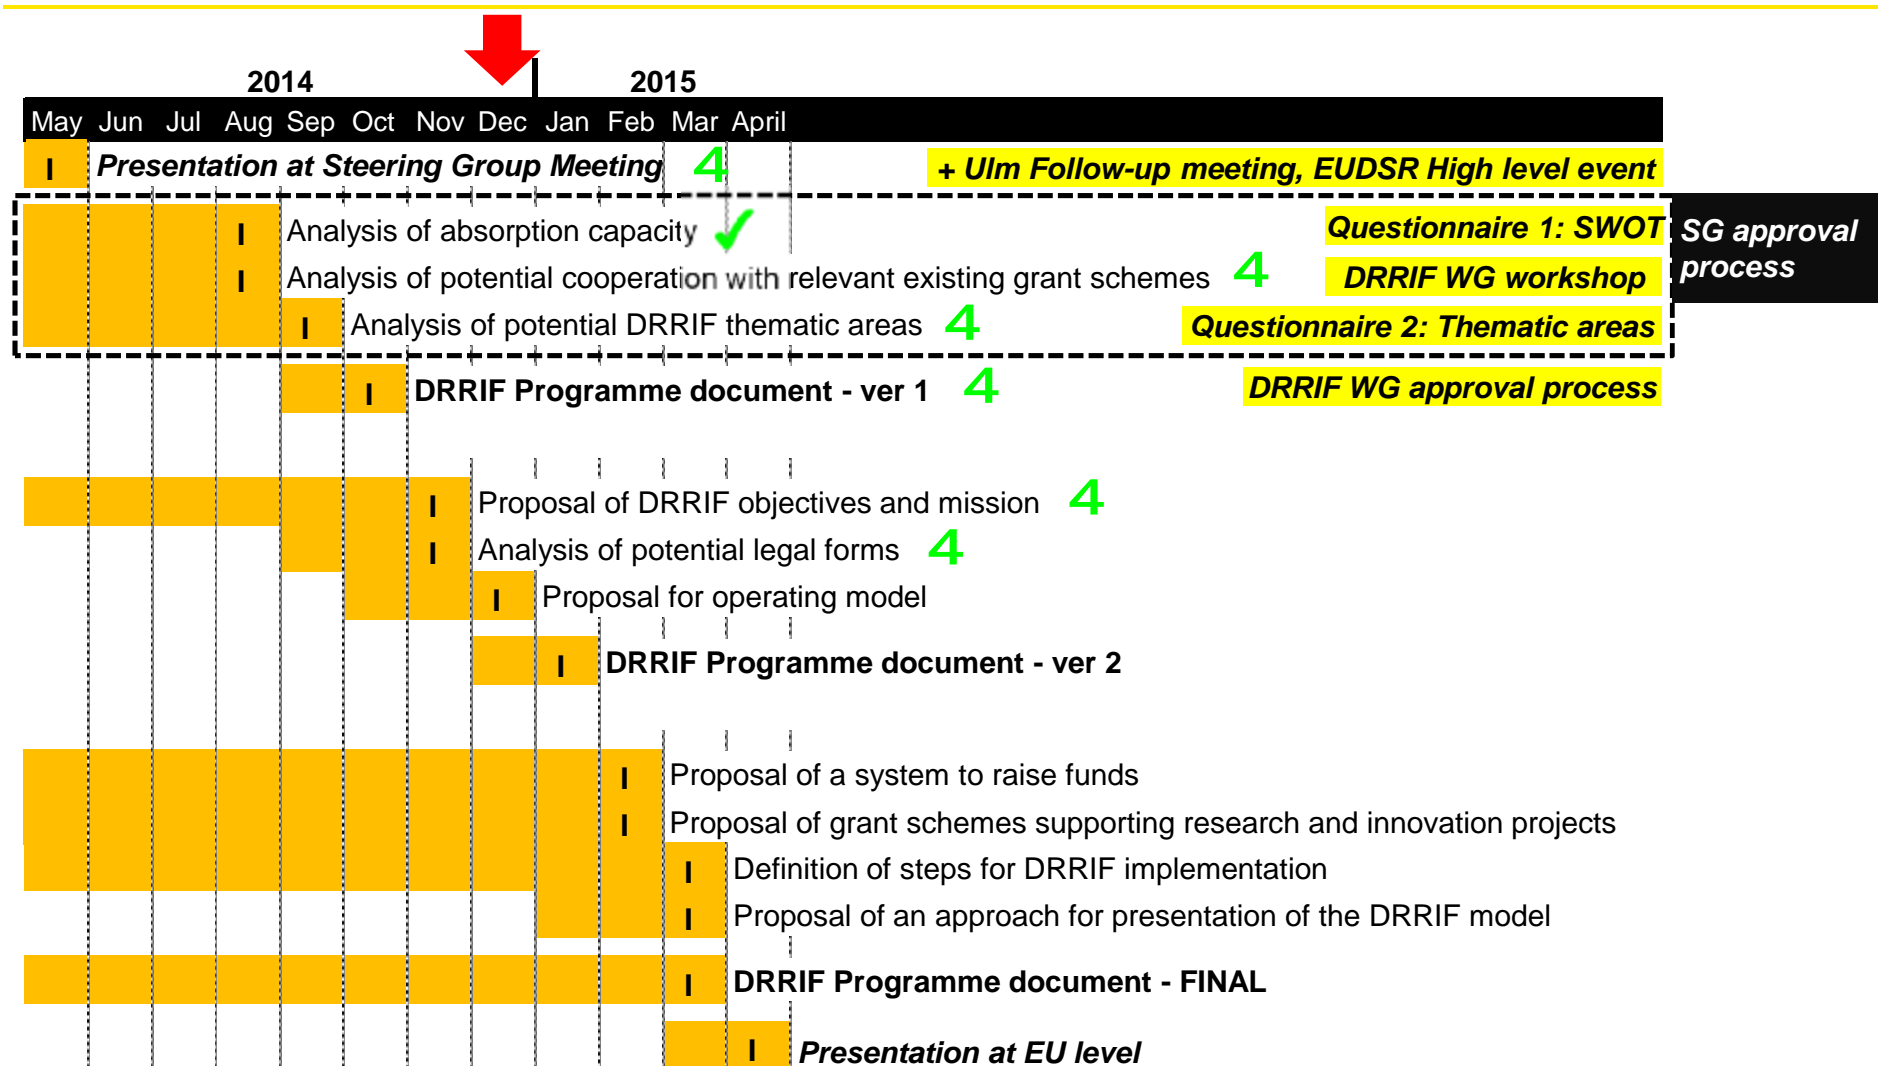 2014 2015
May Jun Jul Aug Sep Oct Nov Dec Jan Feb Mar April
I Presentation at Steering Group Meeting 4 + Ulm Follow-up meeting, EUDSR High level event
I Analysis of absorption capacity ✓ Questionnaire 1: SWOT
SG approval
process
I Analysis of potential cooperation with relevant existing grant schemes 4 DRRIF WG workshop
I Analysis of potential DRRIF thematic areas 4 Questionnaire 2: Thematic areas
I DRRIF Programme document - ver 1 4 DRRIF WG approval process
I Proposal of DRRIF objectives and mission 4
I Analysis of potential legal forms 4
I Proposal for operating model
I DRRIF Programme document - ver 2
I Proposal of a system to raise funds
I Proposal of grant schemes supporting research and innovation projects
I Definition of steps for DRRIF implementation
I Proposal of an approach for presentation of the DRRIF model
I DRRIF Programme document - FINAL
I Presentation at EU level